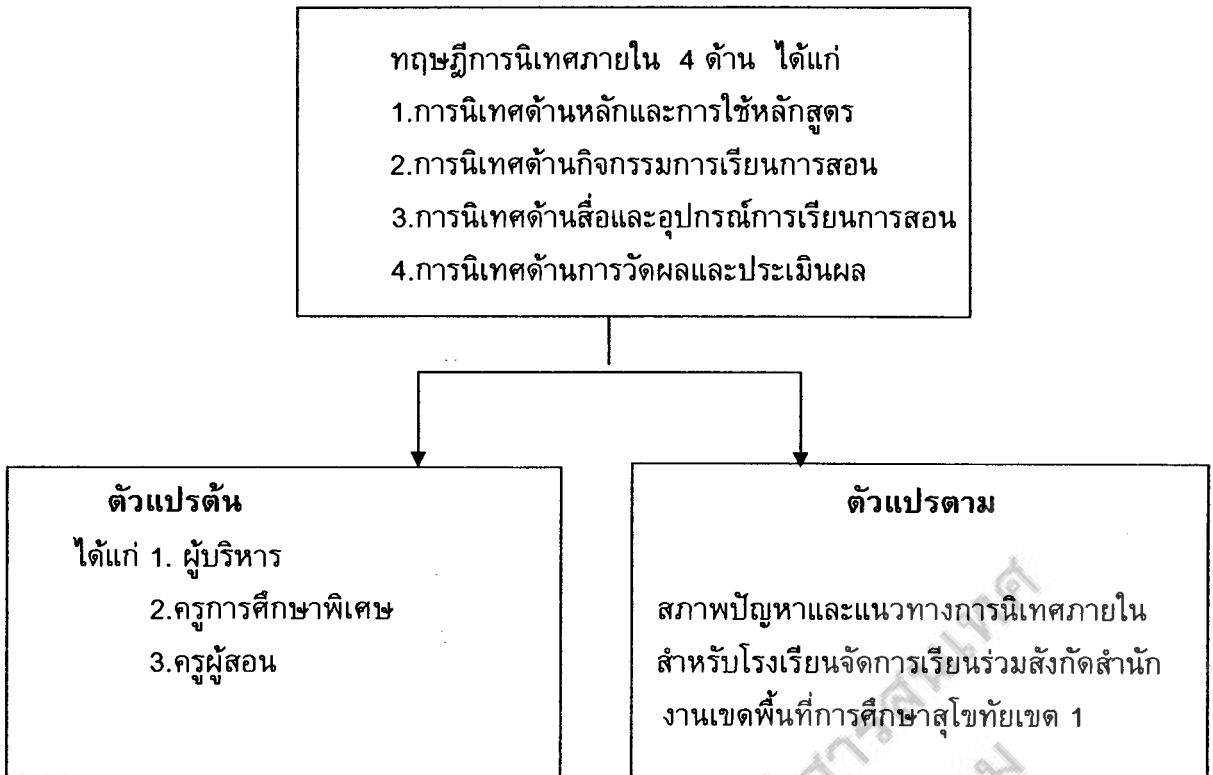 ทฤษฎีการนิเทศภายใน 4 ด้าน ได้แก่
1.การนิเทศด้านหลักและการใช้หลักสูตร
2.การนิเทศด้านกิจกรรมการเรียนการสอน
3.การนิเทศด้านสื่อและอุปกรณ์การเรียนการสอน
4.การนิเทศด้านการวัดผลและประเมินผล
ตัวแปรต้น
ได้แก่ 1. ผู้บริหาร
2.ครูการศึกษาพิเศษ
3.ครูผู้สอน
ตัวแปรตาม
สภาพปัญหาและแนวทางการนิเทศภายใน
สำหรับโรงเรียนจัดการเรียนร่วมสังกัดสำนัก
งานเขตพื้นที่การศึกษาสุโขทัยเขต 1